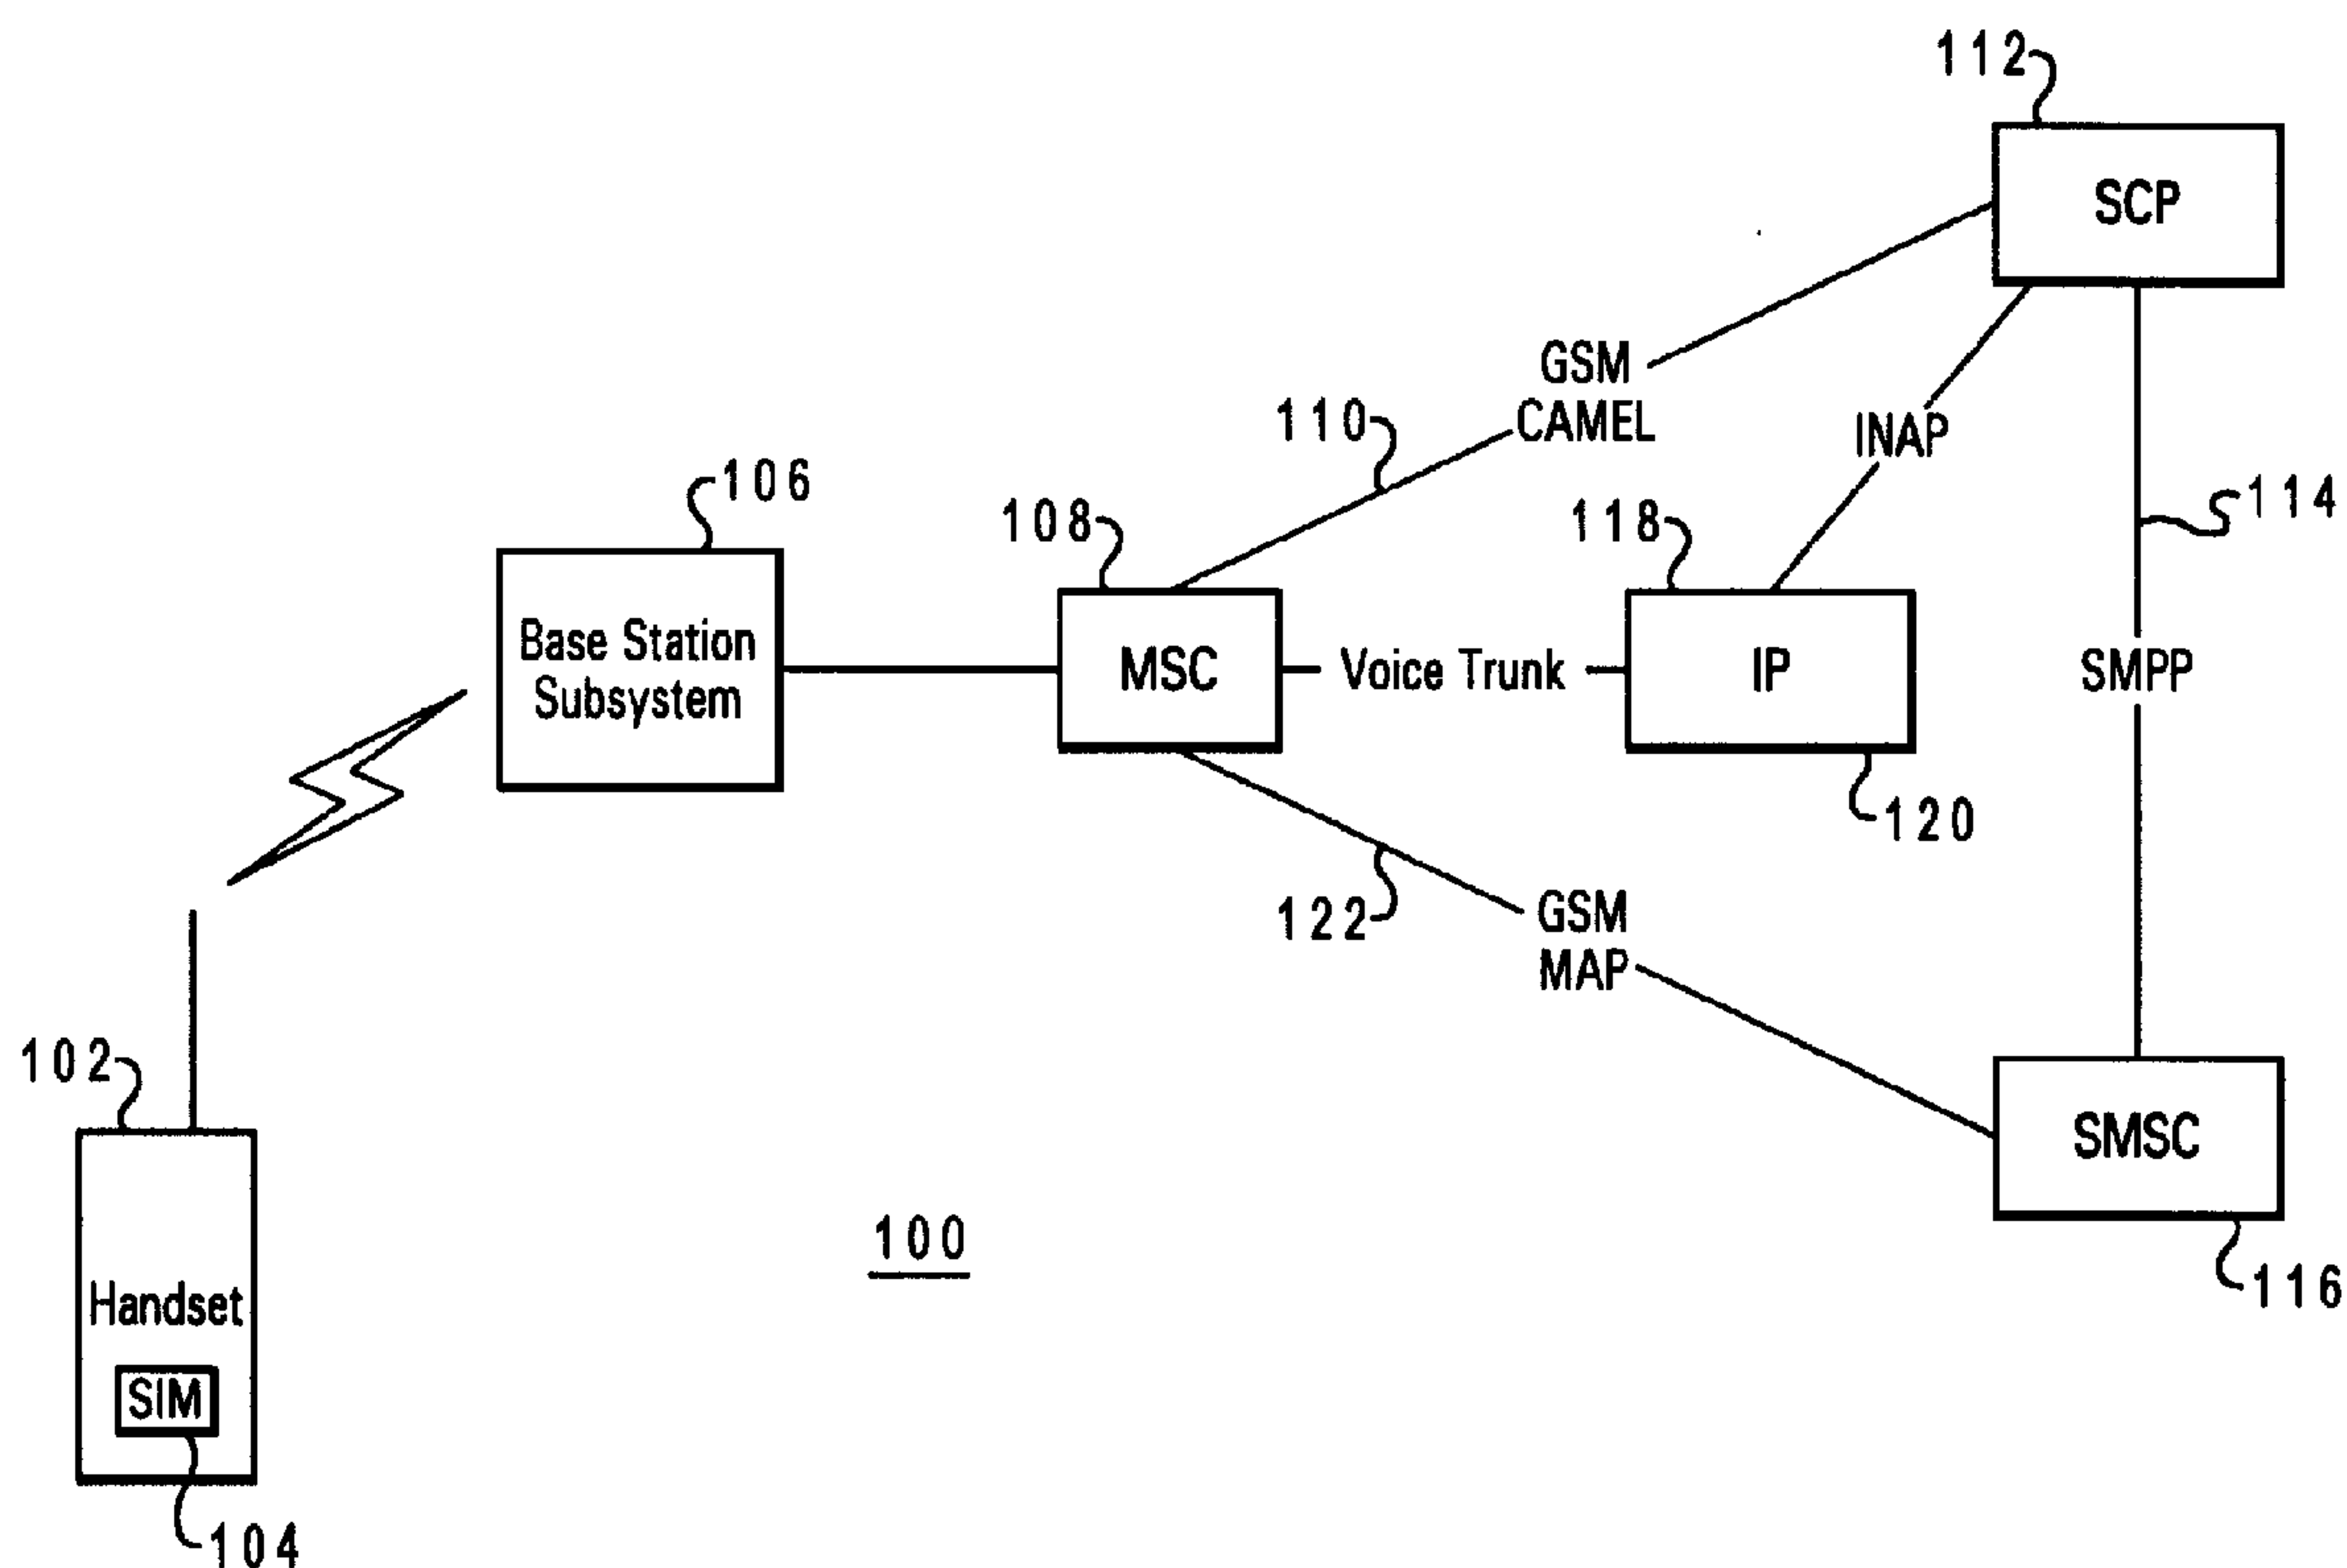 112
SCP
GSM
CAMEL
110
INAP
106
108
118
114
Base Station
Subsystem
MSC
Voice Trunk
IP
SMPP
120
122
GSM
MAP
102
SMSC
100
116
Handset
SIM
104